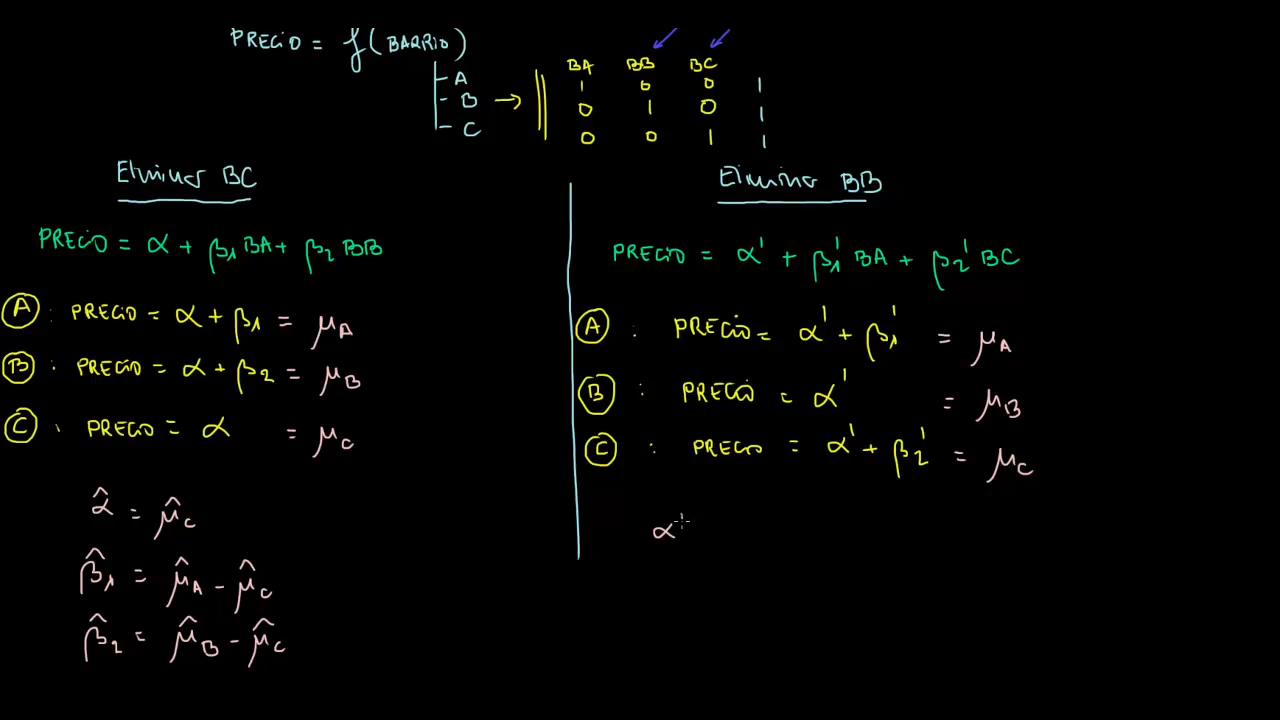 PRECIO = f(BARRIO)
BA BB BC
A 1 0 0 1
B → 0 1 0 1
C 0 0 1 1
Eliminar BC
PRECIO = α + β1 BA + β2 BB
A : PRECIO = α + β1 = μA
B : PRECIO = α + β2 = μB
C : PRECIO = α = μC
α̂ = μ̂C
β̂1 = μ̂A - μ̂C
β̂2 = μ̂B - μ̂C
Eliminar BB
PRECIO = α' + β1' BA + β2' BC
A : PRECIO = α' + β1' = μA
B : PRECIO = α' = μB
C : PRECIO = α' + β2' = μC
α